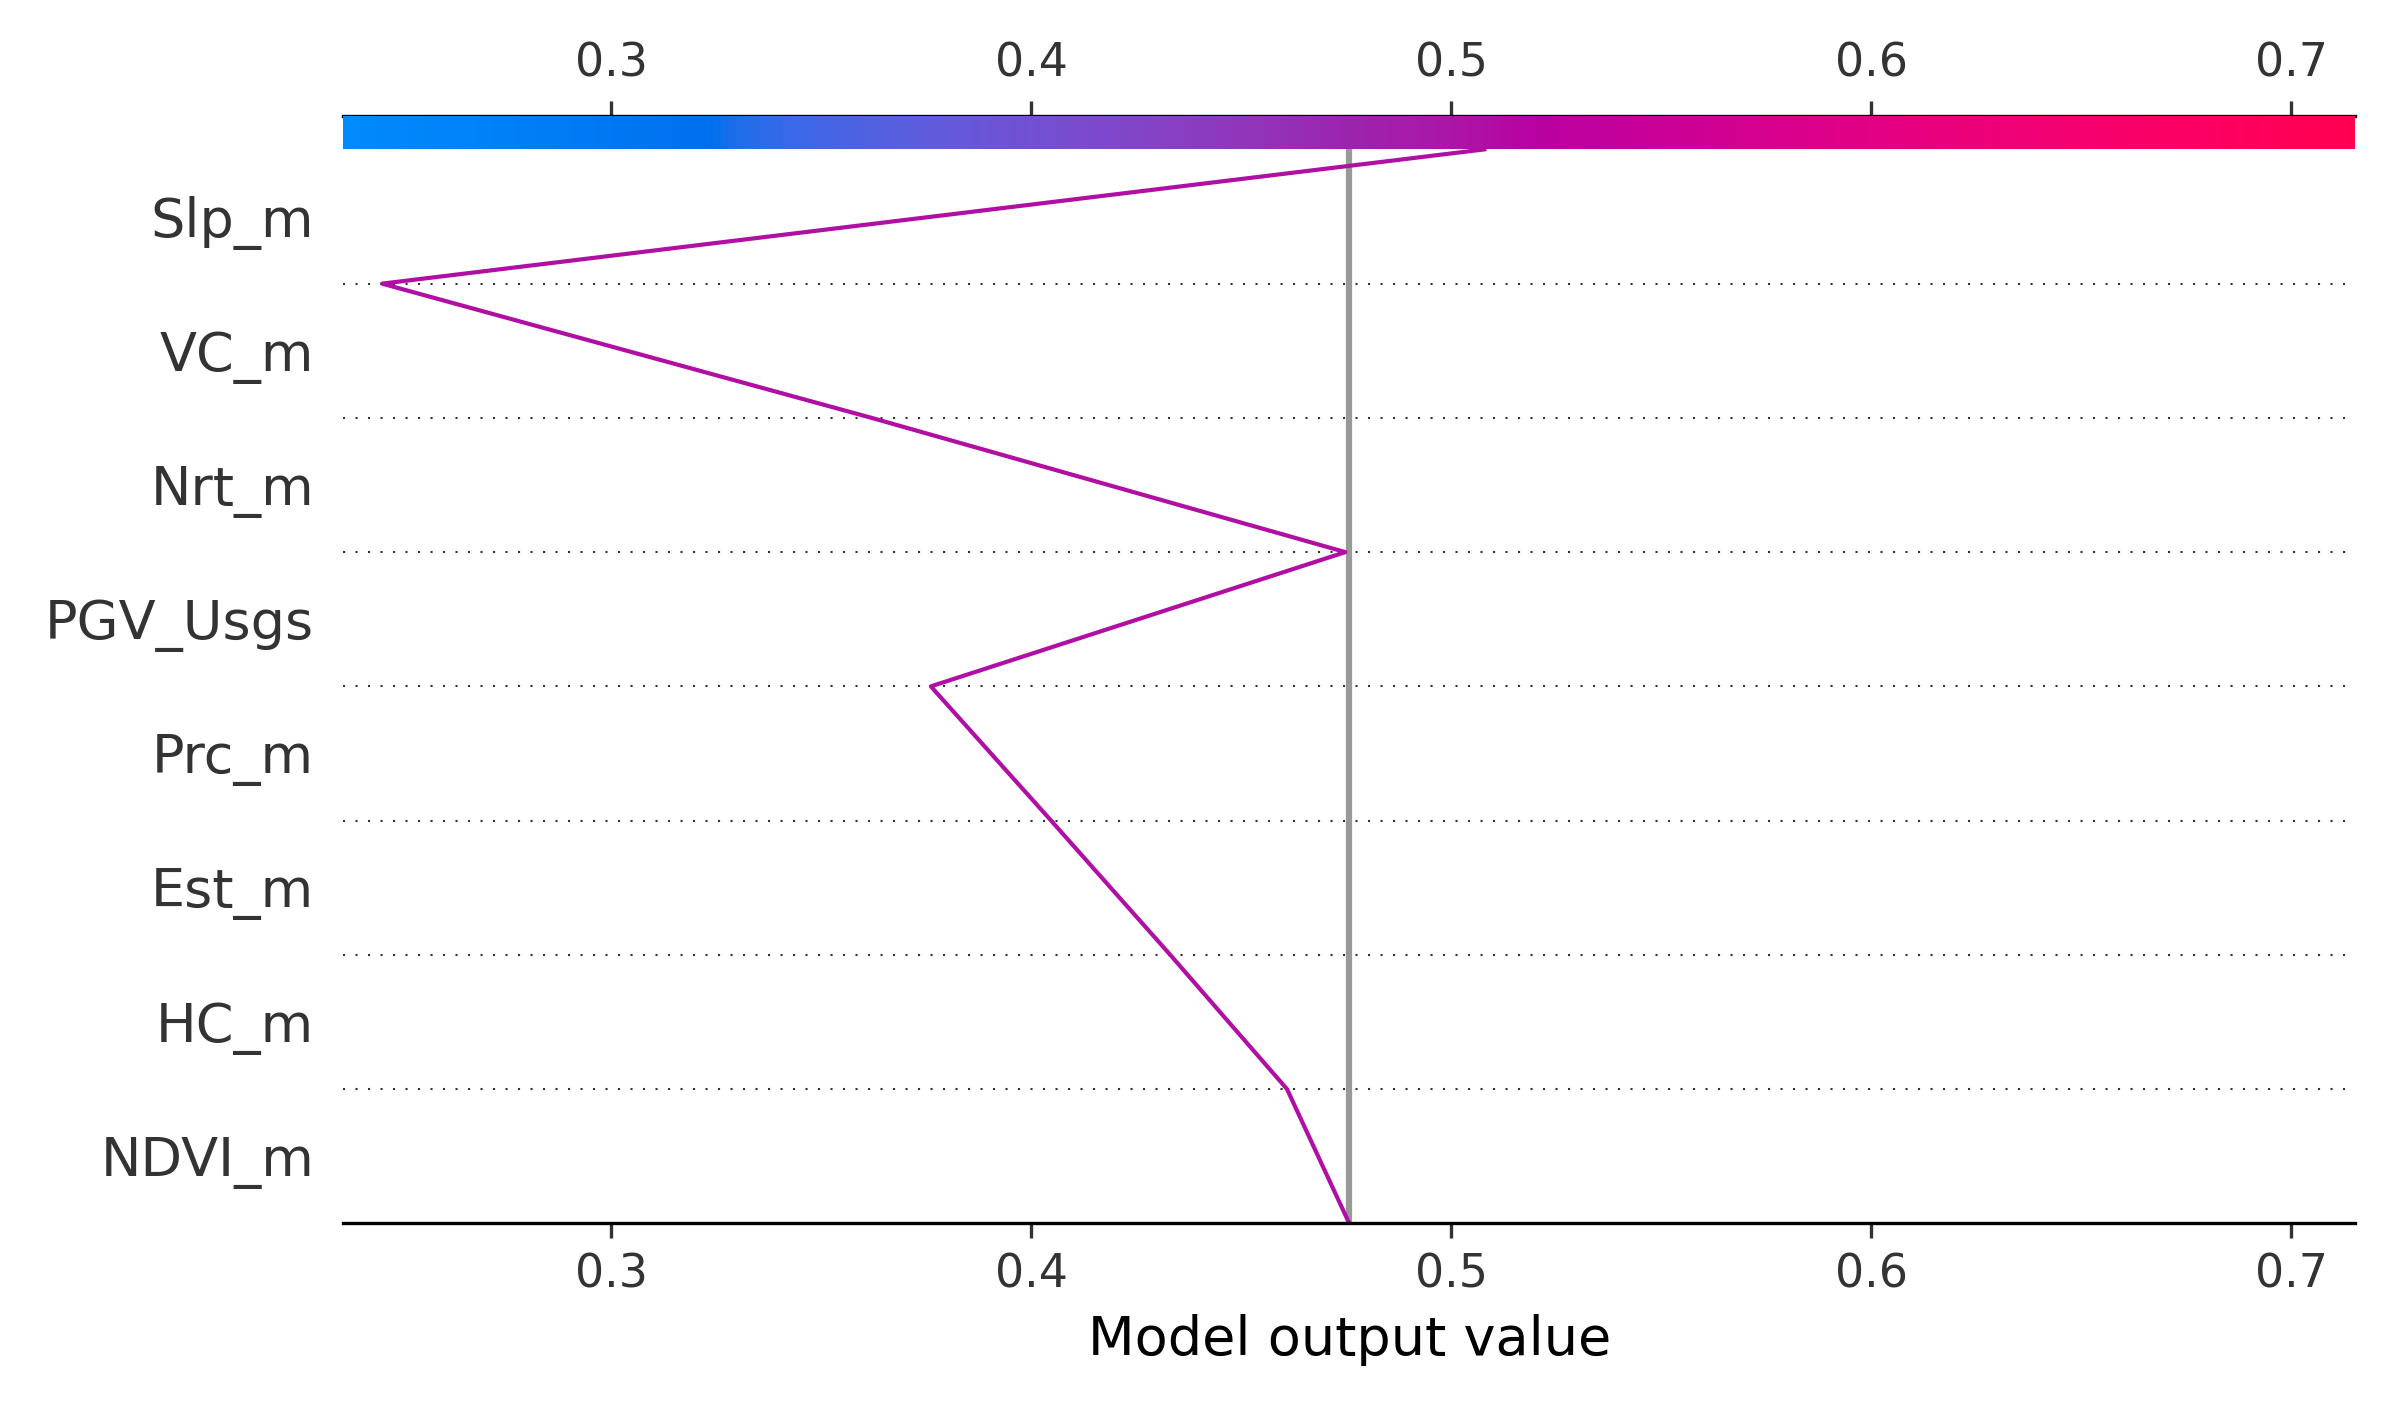 0.3 0.4 0.5 0.6 0.7
Slp_m
VC_m
Nrt_m
PGV_Usgs
Prc_m
Est_m
HC_m
NDVI_m
0.3 0.4 0.5 0.6 0.7
Model output value